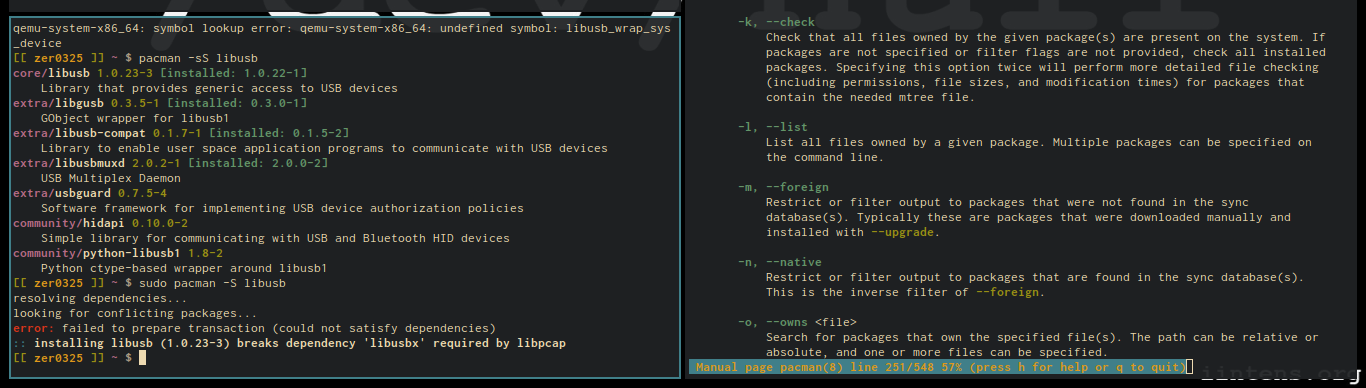 qemu-system-x86_64: symbol lookup error: qemu-system-x86_64: undefined symbol: libusb_wrap_sys
_device
[[ zer0325 ]] ~ $ pacman -sS libusb
core/libusb 1.0.23-3 [installed: 1.0.22-1]
    Library that provides generic access to USB devices
extra/libgusb 0.3.5-1 [installed: 0.3.0-1]
    GObject wrapper for libusb1
extra/libusb-compat 0.1.7-1 [installed: 0.1.5-2]
    Library to enable user space application programs to communicate with USB devices
extra/libusbmuxd 2.0.2-1 [installed: 2.0.0-2]
    USB Multiplex Daemon
extra/usbguard 0.7.5-4
    Software framework for implementing USB device authorization policies
community/hidapi 0.10.0-2
    Simple library for communicating with USB and Bluetooth HID devices
community/python-libusb1 1.8-2
    Python ctype-based wrapper around libusb1
[[ zer0325 ]] ~ $ sudo pacman -S libusb
resolving dependencies...
looking for conflicting packages...
error: failed to prepare transaction (could not satisfy dependencies)
:: installing libusb (1.0.23-3) breaks dependency 'libusbx' required by libpcap
[[ zer0325 ]] ~ $
-k, --check
    Check that all files owned by the given package(s) are present on the system. If
    packages are not specified or filter flags are not provided, check all installed
    packages. Specifying this option twice will perform more detailed file checking
    (including permissions, file sizes, and modification times) for packages that
    contain the needed mtree file.
-l, --list
    List all files owned by a given package. Multiple packages can be specified on
    the command line.
-m, --foreign
    Restrict or filter output to packages that were not found in the sync
    database(s). Typically these are packages that were downloaded manually and
    installed with --upgrade.
-n, --native
    Restrict or filter output to packages that are found in the sync database(s).
    This is the inverse filter of --foreign.
-o, --owns <file>
    Search for packages that own the specified file(s). The path can be relative or
    absolute, and one or more files can be specified.
Manual page pacman(8) line 251/548 57% (press h for help or q to quit)